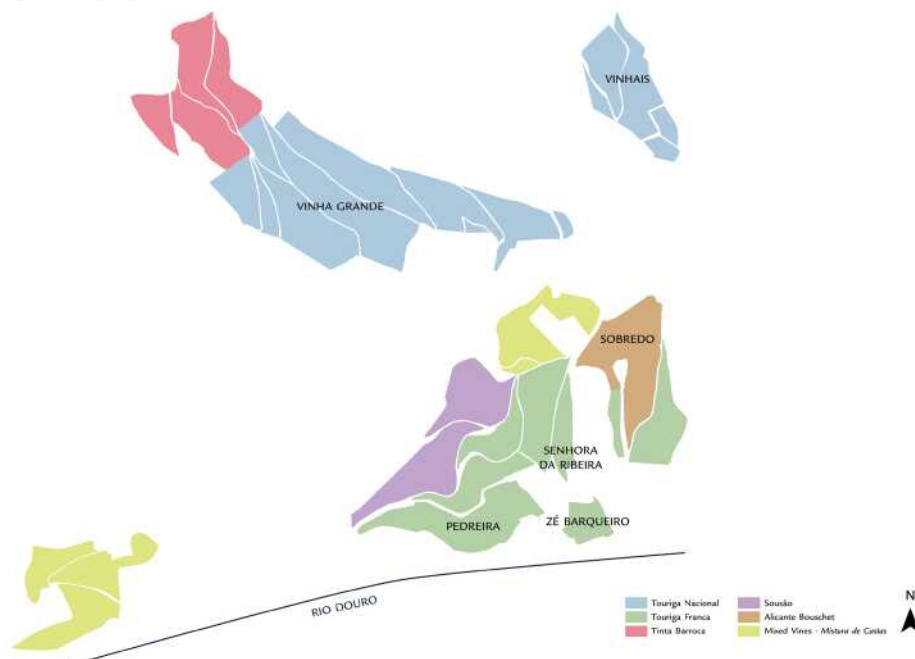 VINHAIS
VINHA GRANDE
SOBREDO
SENHORA
DA RIBEIRA
PEDREIRA
ZÉ BARQUEIRO
RIO DOURO
Touriga Nacional
Touriga Franca
Tinta Barroca
Sousão
Alicante Bouschet
Mixed Vines - Mistura de Castas
N